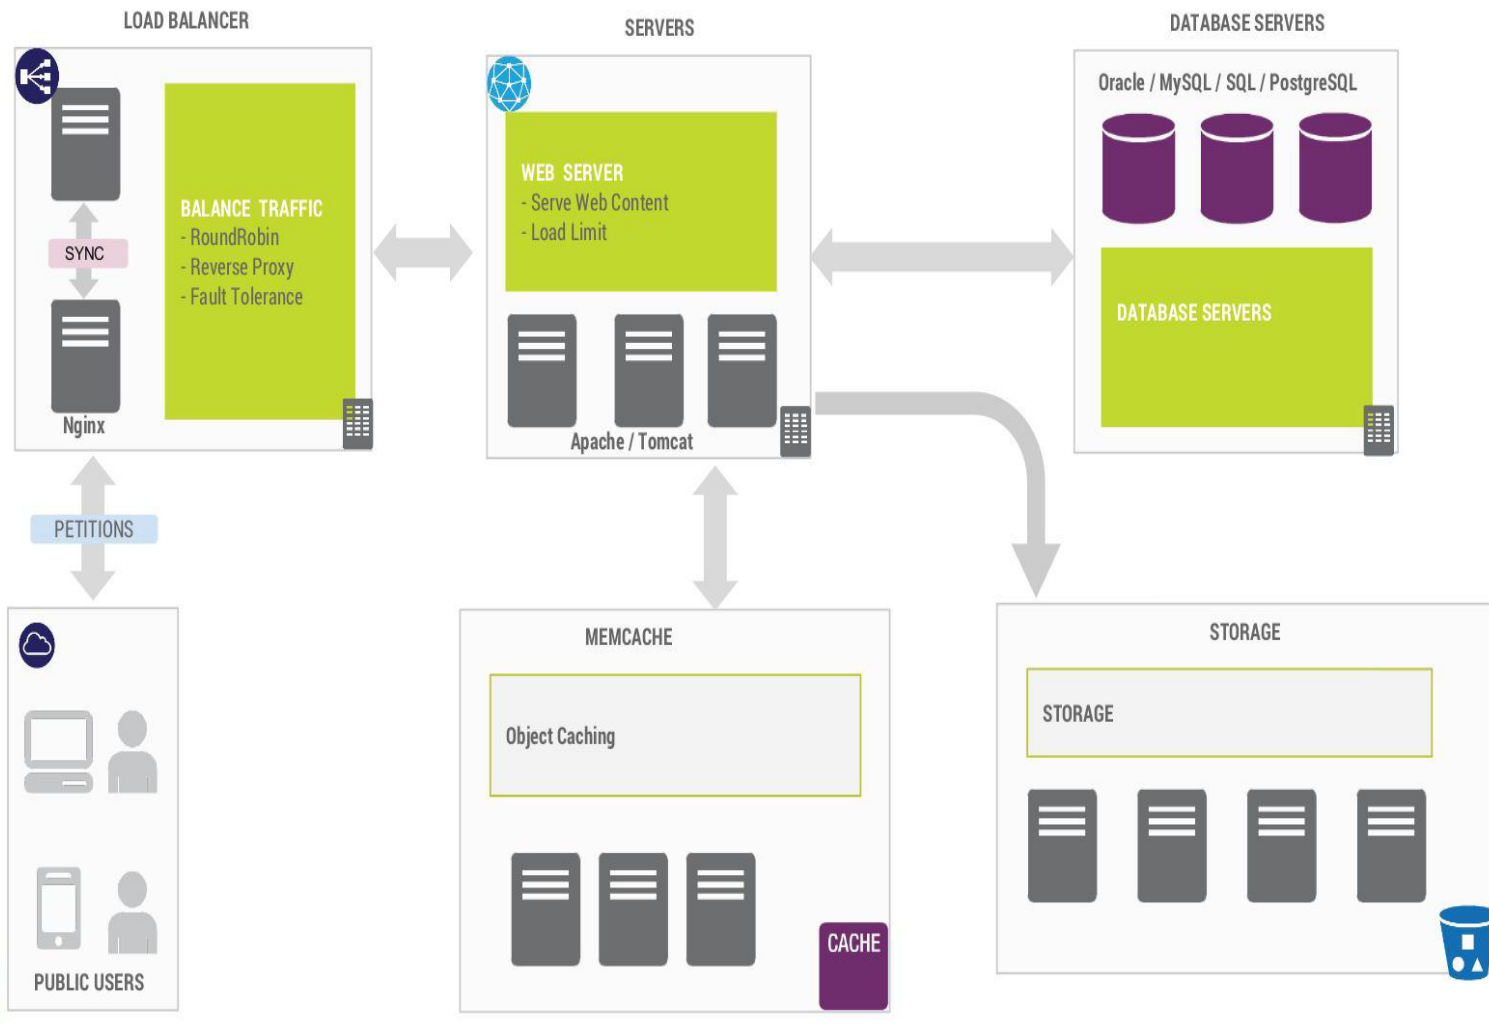 LOAD BALANCER
SERVERS
DATABASE SERVERS
BALANCE TRAFFIC
- RoundRobin
- Reverse Proxy
- Fault Tolerance
SYNC
Nginx
WEB SERVER
- Serve Web Content
- Load Limit
Apache / Tomcat
Oracle / MySQL / SQL / PostgreSQL
DATABASE SERVERS
PETITIONS
PUBLIC USERS
MEMCACHE
Object Caching
CACHE
STORAGE
STORAGE